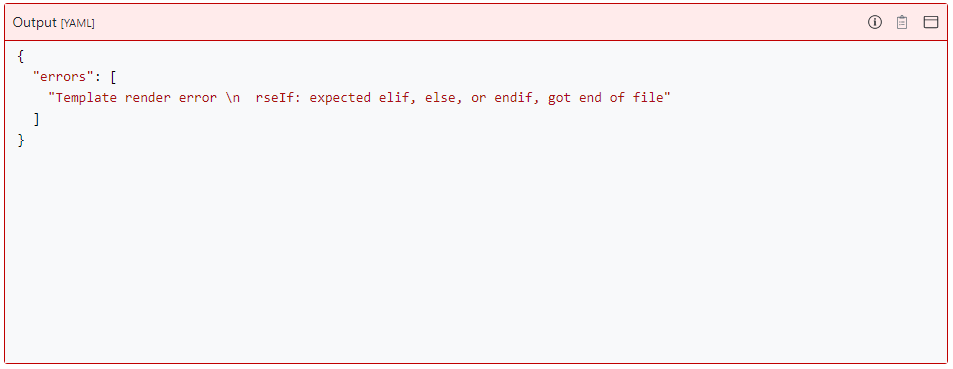 Output [YAML]
{
  "errors": [
    "Template render error \n  rseIf: expected elif, else, or endif, got end of file"
  ]
}